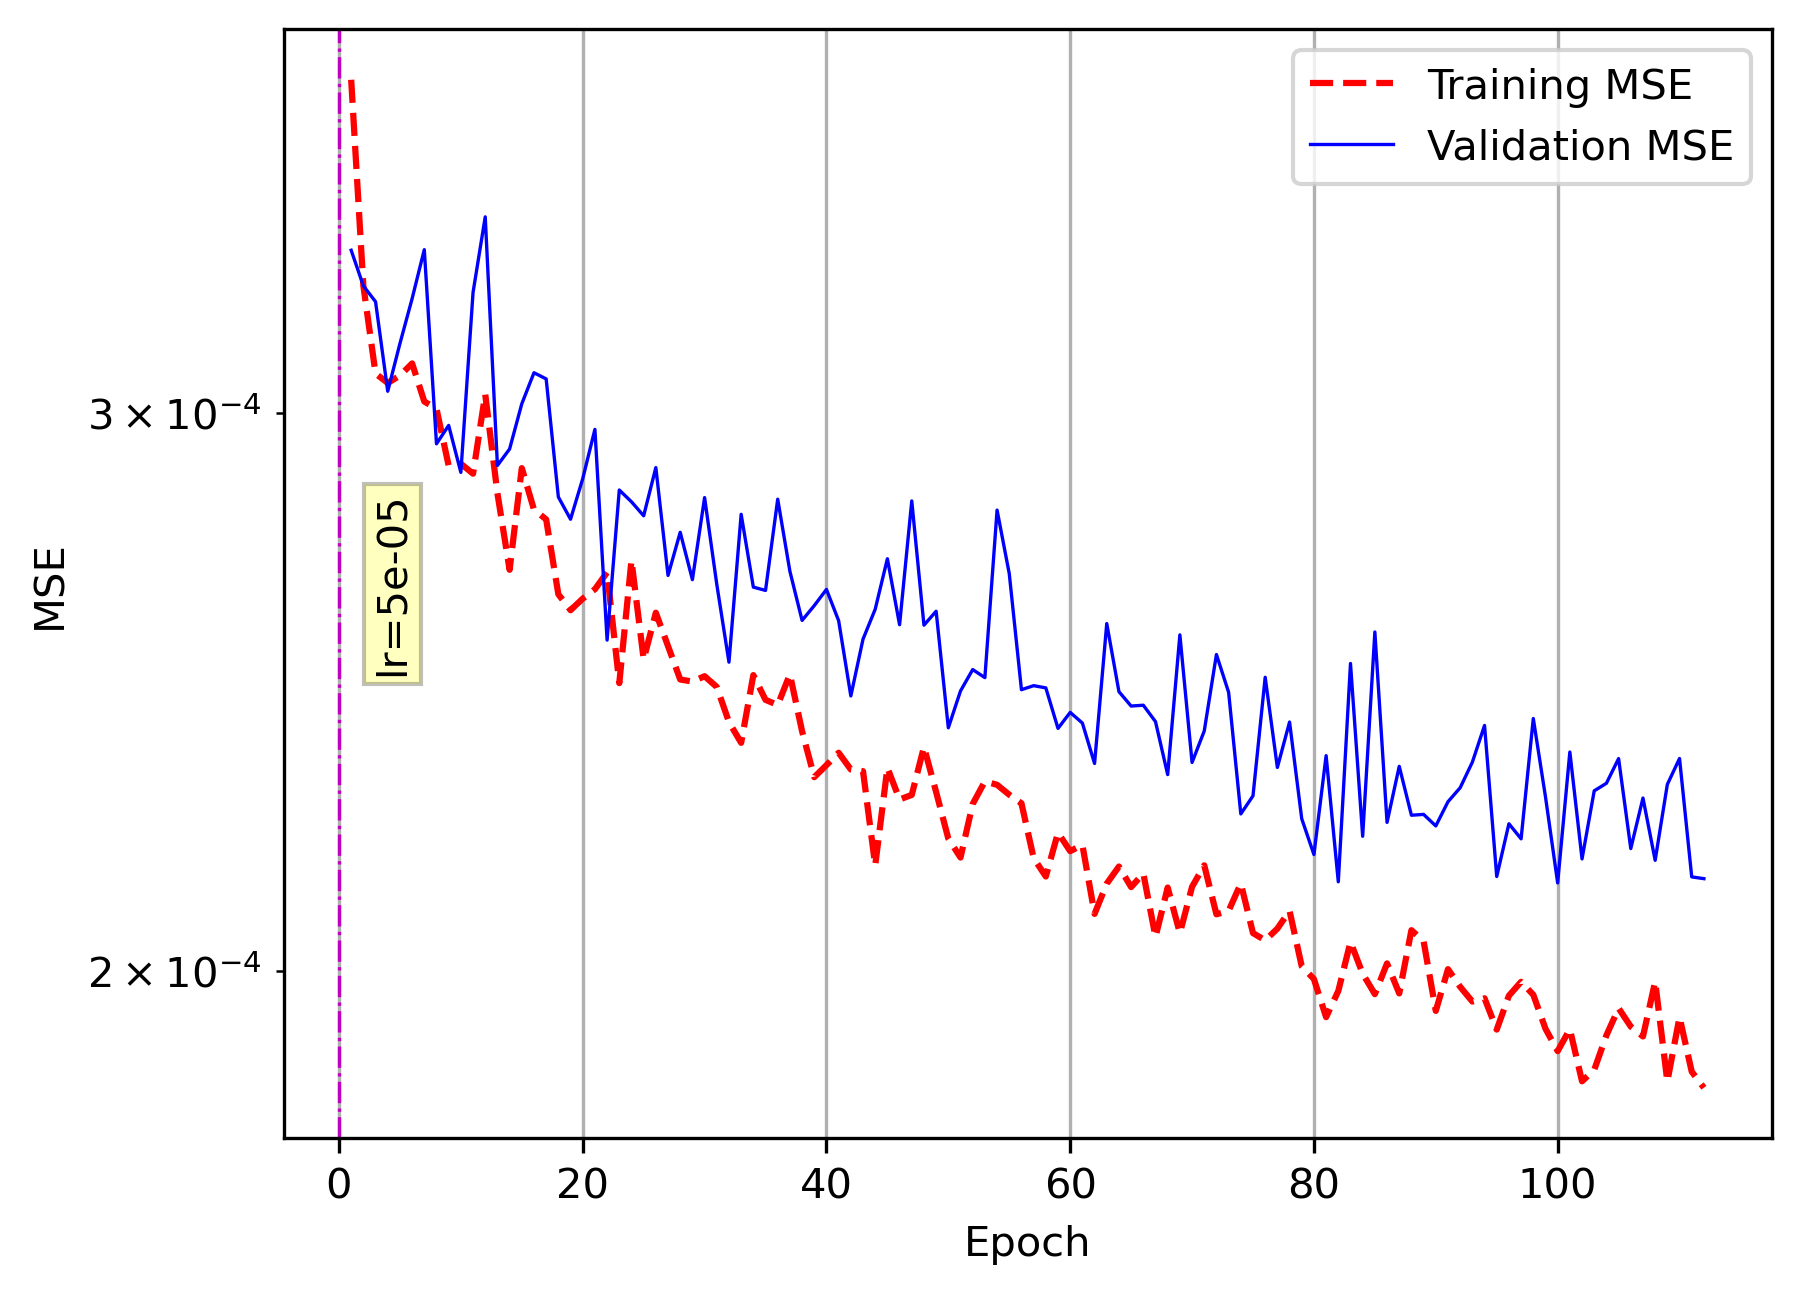 Training MSE
Validation MSE
3 × 10⁻⁴
2 × 10⁻⁴
MSE
lr=5e-05
0 20 40 60 80 100
Epoch